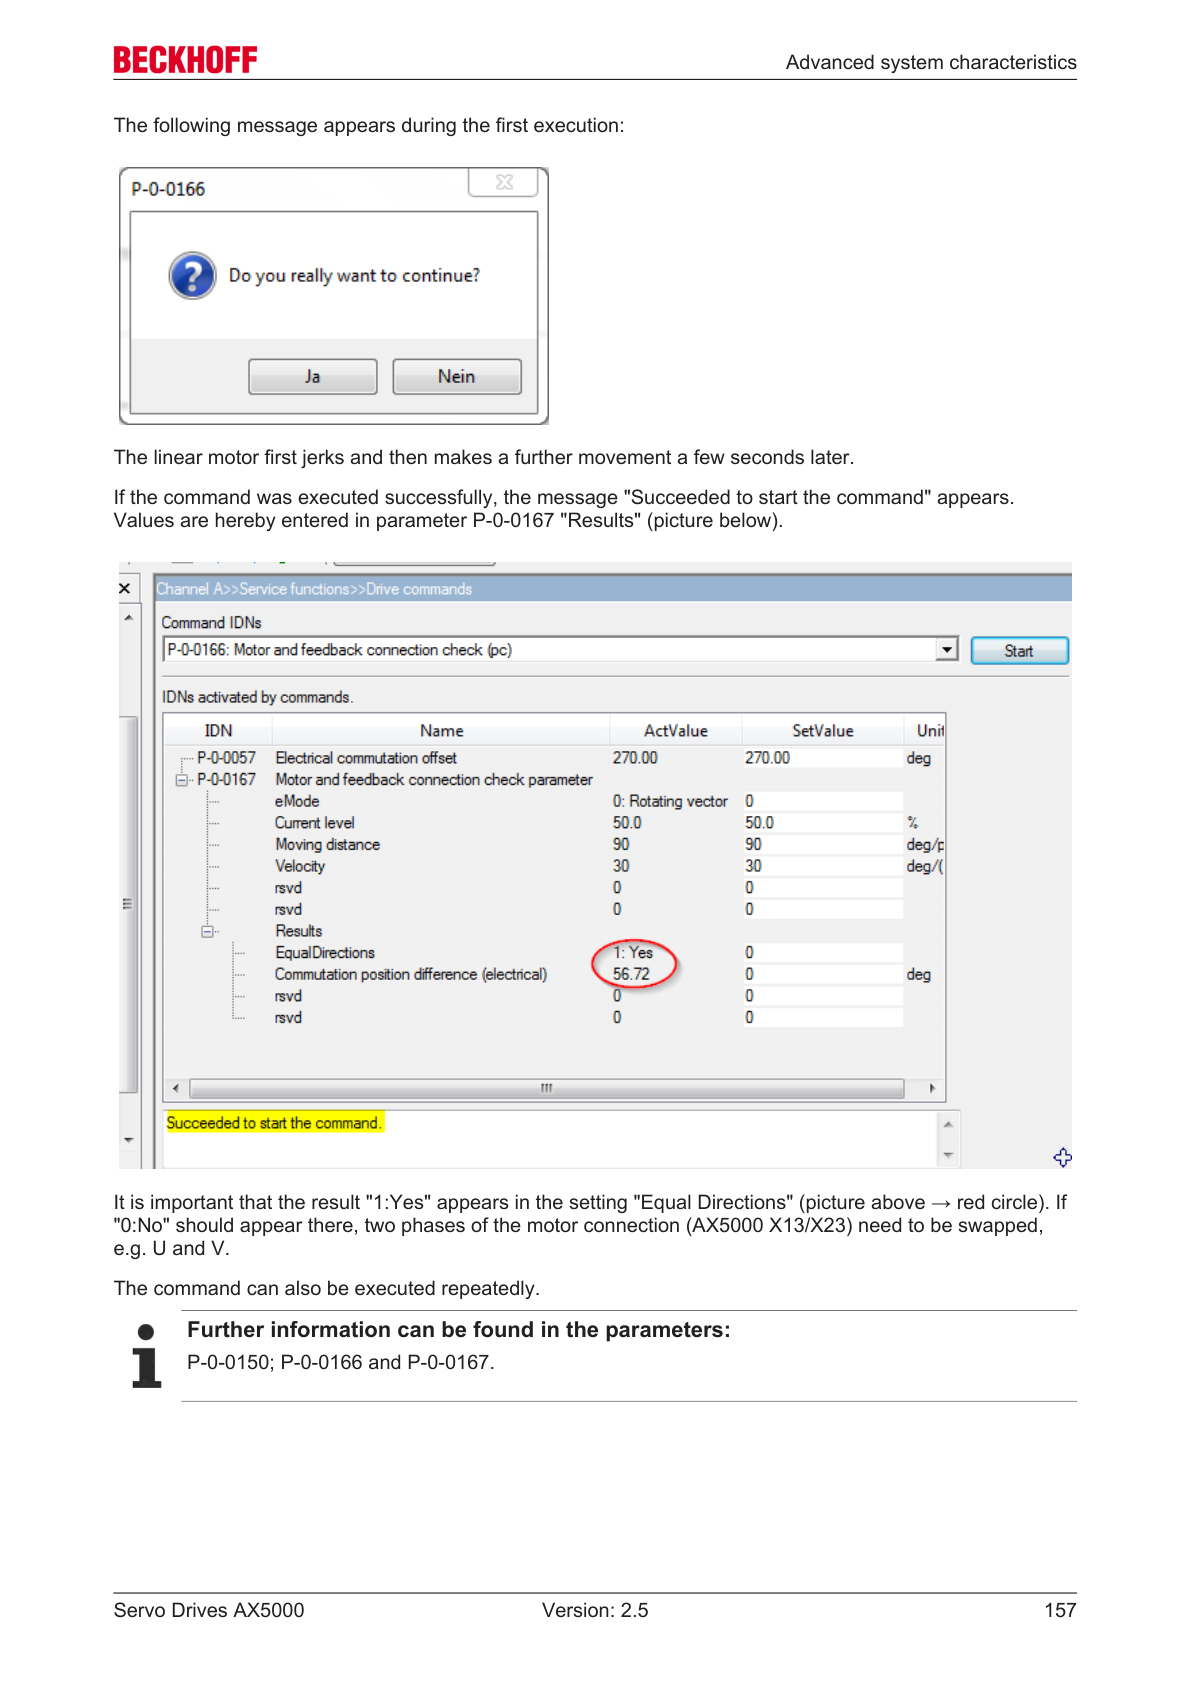 BECKHOFF
Advanced system characteristics
The following message appears during the first execution:
P-0-0166
Do you really want to continue?
Ja
Nein
The linear motor first jerks and then makes a further movement a few seconds later.
If the command was executed successfully, the message "Succeeded to start the command" appears.
Values are hereby entered in parameter P-0-0167 "Results" (picture below).
Channel A>>Service functions>>Drive commands
Command IDNs
P-0-0166: Motor and feedback connection check (pc)
Start
IDNs activated by commands.
IDN Name ActValue SetValue Unit
P-0-0057 Electrical commutation offset 270.00 270.00 deg
P-0-0167 Motor and feedback connection check parameter
eMode 0: Rotating vector 0
Current level 50.0 50.0 %
Moving distance 90 90 deg/p
Velocity 30 30 deg/(
rsvd 0 0
rsvd 0 0
Results
EqualDirections 1: Yes 0
Commutation position difference (electrical) 56.72 0 deg
rsvd 0 0
rsvd 0 0
Succeeded to start the command.
It is important that the result "1:Yes" appears in the setting "Equal Directions" (picture above → red circle). If
"0:No" should appear there, two phases of the motor connection (AX5000 X13/X23) need to be swapped,
e.g. U and V.
The command can also be executed repeatedly.
Further information can be found in the parameters:
P-0-0150; P-0-0166 and P-0-0167.
Servo Drives AX5000
Version: 2.5
157